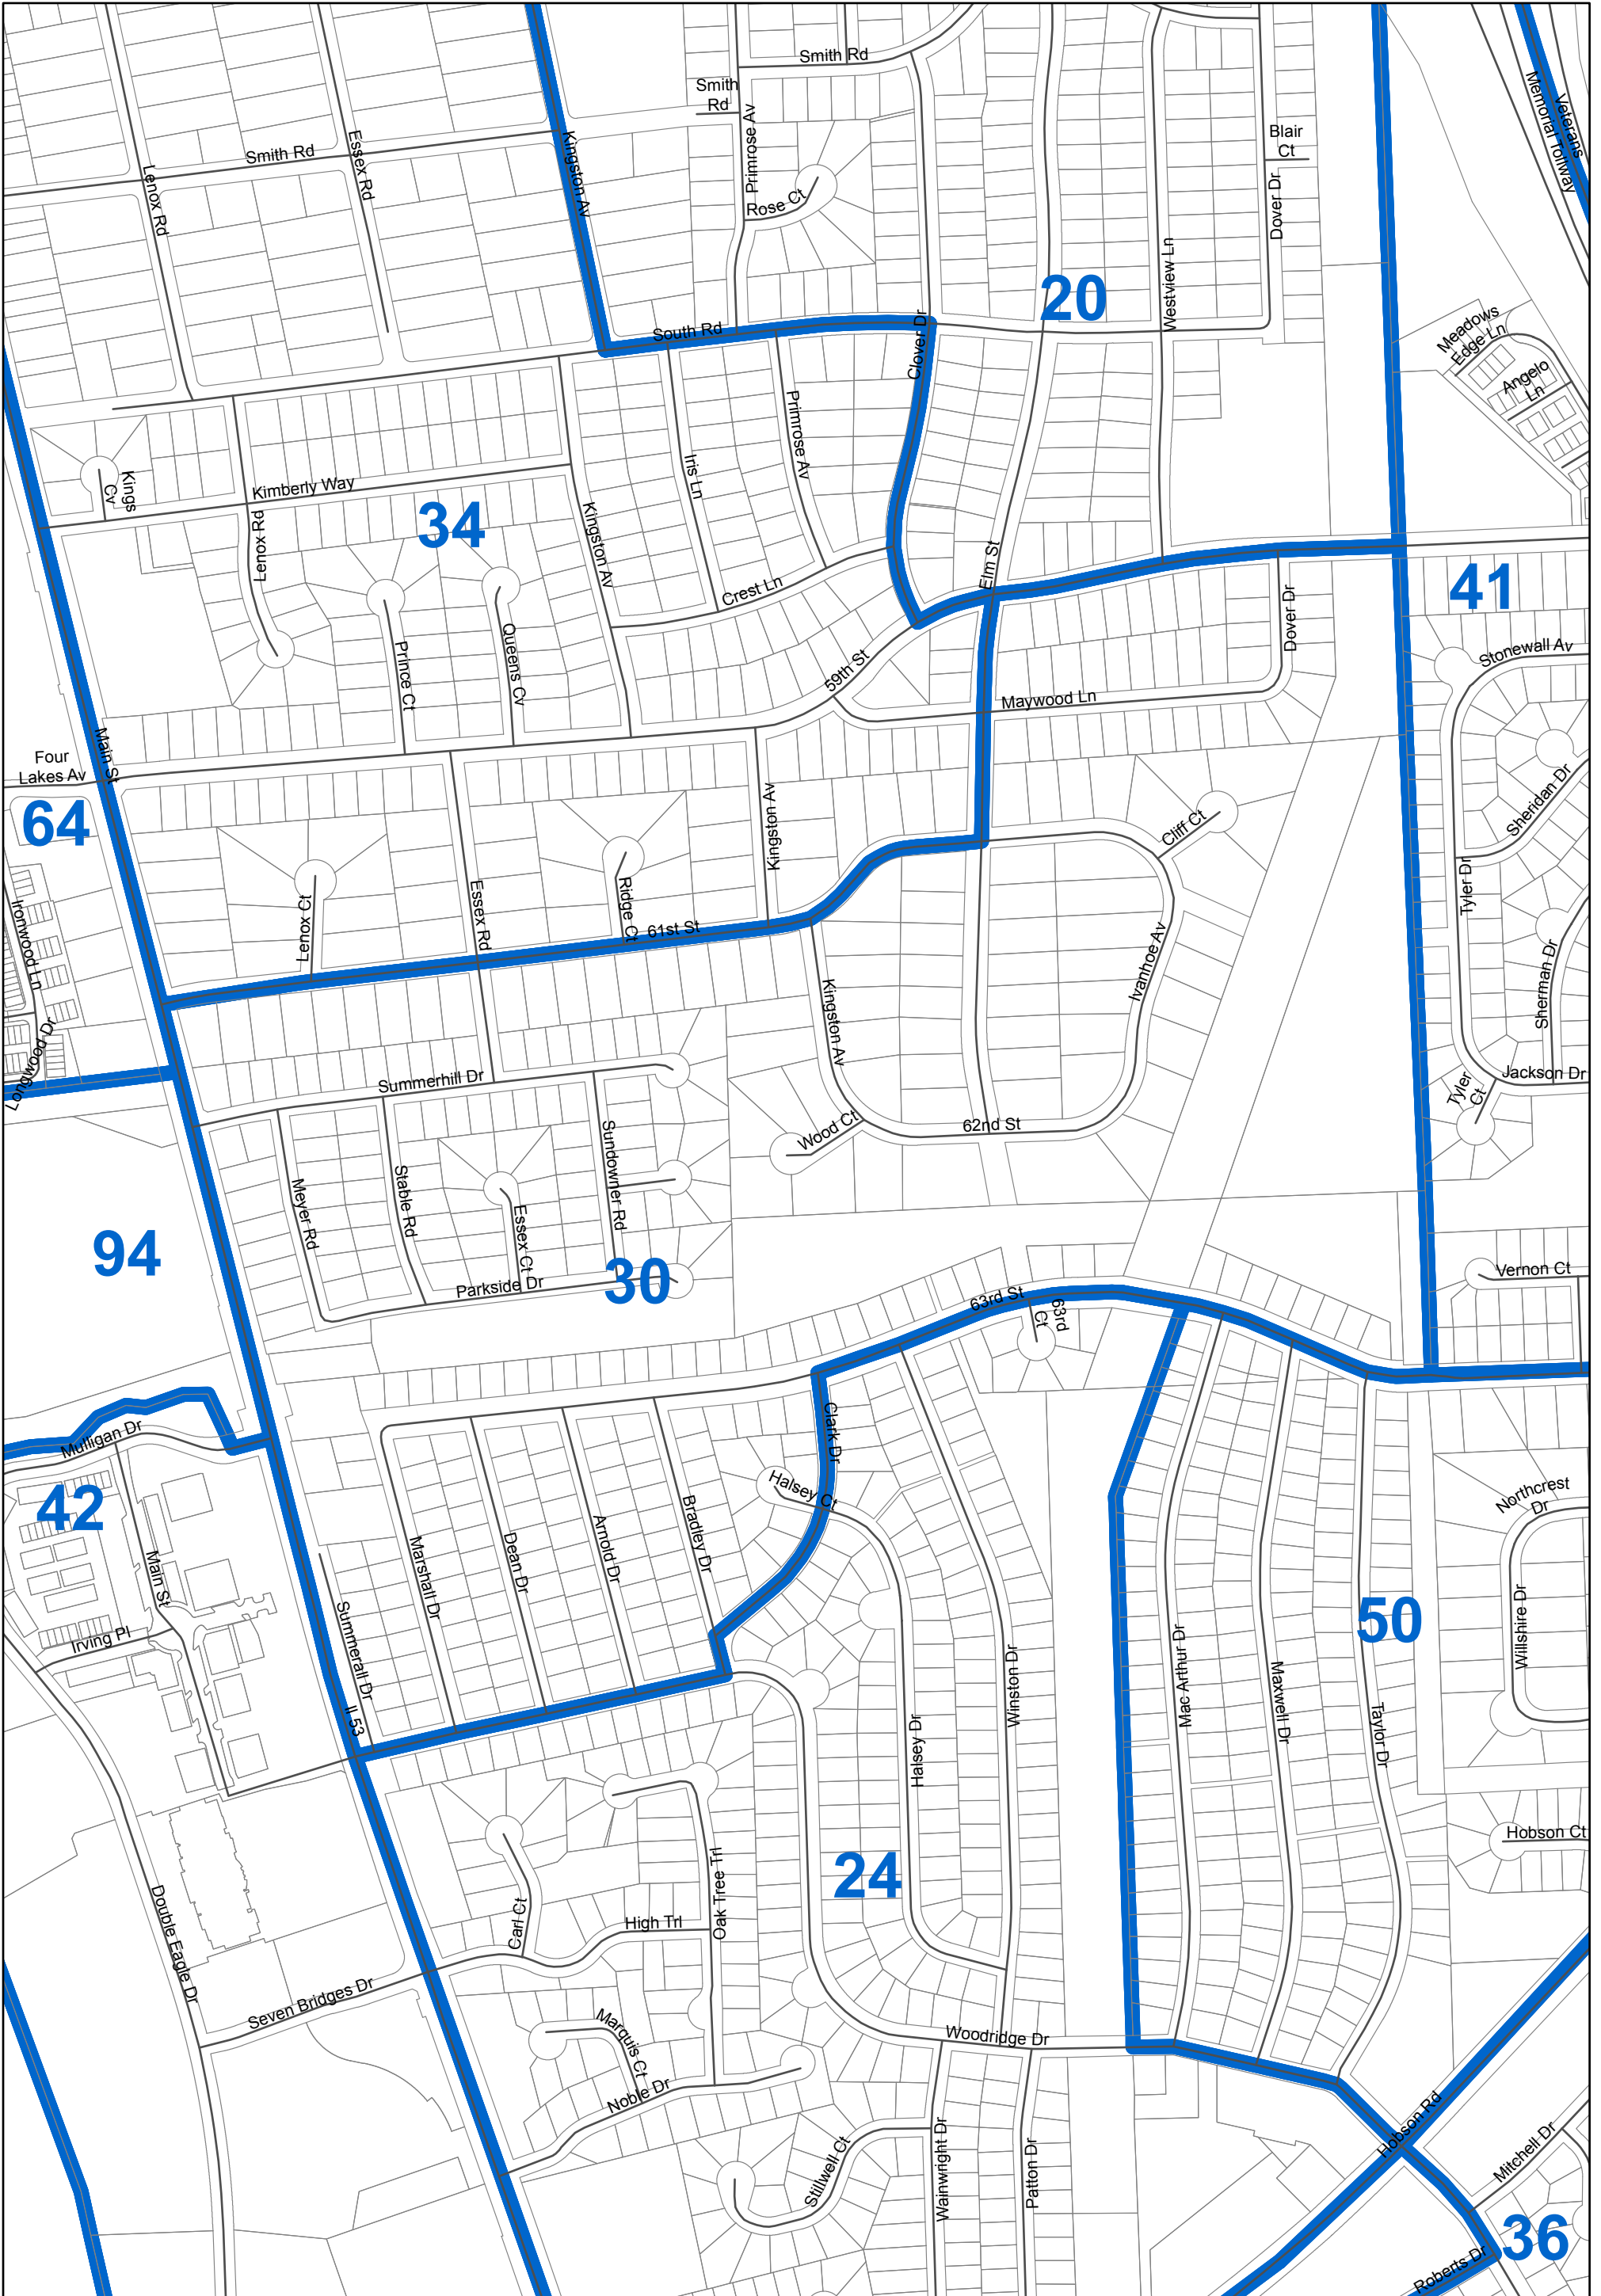 Smith Rd
Smith
Rd
Primrose Av
Veterans
Memorial Tollway
Blair
Ct
Essex Rd
Smith Rd
Kingston Av
Lenox Rd
Rose Ct
Dover Dr
Westview Ln
20
South Rd
Clover Dr
Meadows
Edge Ln
Angelo
Ln
Primrose Av
Iris Ln
Kings
Cv
Kimberly Way
34
Lenox Rd
Kingston Av
Elm St
Crest Ln
41
Dover Dr
Stonewall Av
Prince Ct
Queens Cv
59th St
Maywood Ln
Four
Lakes Av
Main St
64
Sheridan Dr
Kingston Av
Cliff Ct
Tyler Dr
Ironwood Ln
Lenox Ct
Essex Rd
Ridge Ct
61st St
Ivanhoe Av
Sherman Dr
Kingston Av
Longwood Dr
Summerhill Dr
Jackson Dr
Tyler
Ct
Wood Ct
62nd St
Meyer Rd
Stable Rd
Essex Ct
Sundowner Rd
94
30
Parkside Dr
Vernon Ct
63rd St
63rd
Ct
Mulligan Dr
Clark Dr
42
Halsey Ct
Northcrest
Dr
Main St
Marshall Dr
Dean Dr
Arnold Dr
Bradley Dr
Irving Pl
Summerall Dr
Il 53
50
Willshire Dr
Winston Dr
Mac Arthur Dr
Maxwell Dr
Taylor Dr
Halsey Dr
Hobson Ct
24
Double Eagle Dr
Carl Ct
High Trl
Oak Tree Trl
Seven Bridges Dr
Marquis Ct
Woodridge Dr
Noble Dr
Hobson Rd
Stillwell Ct
Wainwright Dr
Patton Dr
Mitchell Dr
36
Roberts Dr